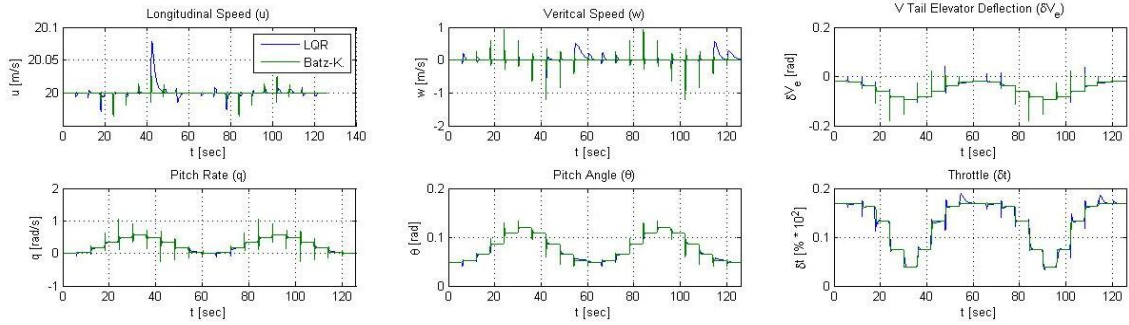 Longitudinal Speed (u)
20.1
20.05
20
u [m/s]
LQR
Batz-K.
0 20 40 60 80 100 120 140
t [sec]
Veritcal Speed (w)
1
0
-1
-2
w [m/s]
0 20 40 60 80 100 120
t [sec]
V Tail Elevator Deflection (δVe)
0.2
0
-0.2
δVe [rad]
0 20 40 60 80 100 120
t [sec]
Pitch Rate (q)
2
1
0
-1
q [rad/s]
0 20 40 60 80 100 120
t [sec]
Pitch Angle (θ)
0.2
0.1
0
θ [rad]
0 20 40 60 80 100 120
t [sec]
Throttle (δt)
0.2
0.1
0
δt [% * 10²]
0 20 40 60 80 100 120
t [sec]